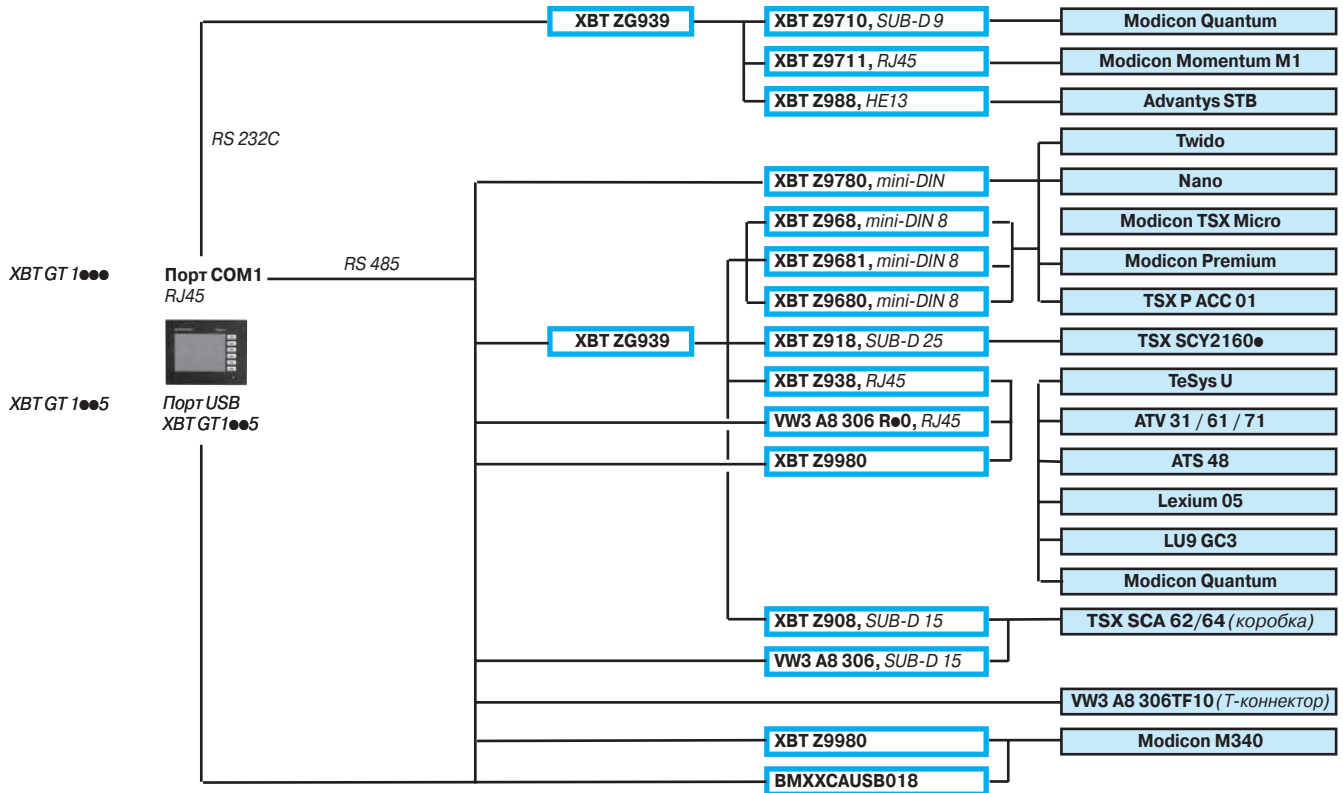 XBT ZG939
XBT Z9710, SUB-D 9
Modicon Quantum
XBT Z9711, RJ45
Modicon Momentum M1
XBT Z988, HE13
Advantys STB
RS 232C
Twido
XBT Z9780, mini-DIN
Nano
XBT Z968, mini-DIN 8
Modicon TSX Micro
XBT GT 1●●●
Порт COM1
RJ45
RS 485
XBT Z9681, mini-DIN 8
Modicon Premium
XBT Z9680, mini-DIN 8
TSX P ACC 01
XBT ZG939
XBT Z918, SUB-D 25
TSX SCY2160●
XBT Z938, RJ45
TeSys U
XBT GT 1●●5
Порт USB
XBT GT1●●5
VW3 A8 306 R●0, RJ45
ATV 31 / 61 / 71
XBT Z9980
ATS 48
Lexium 05
LU9 GC3
Modicon Quantum
XBT Z908, SUB-D 15
TSX SCA 62/64 (коробка)
VW3 A8 306, SUB-D 15
VW3 A8 306TF10 (Т-коннектор)
XBT Z9980
Modicon M340
BMXXCAUSB018